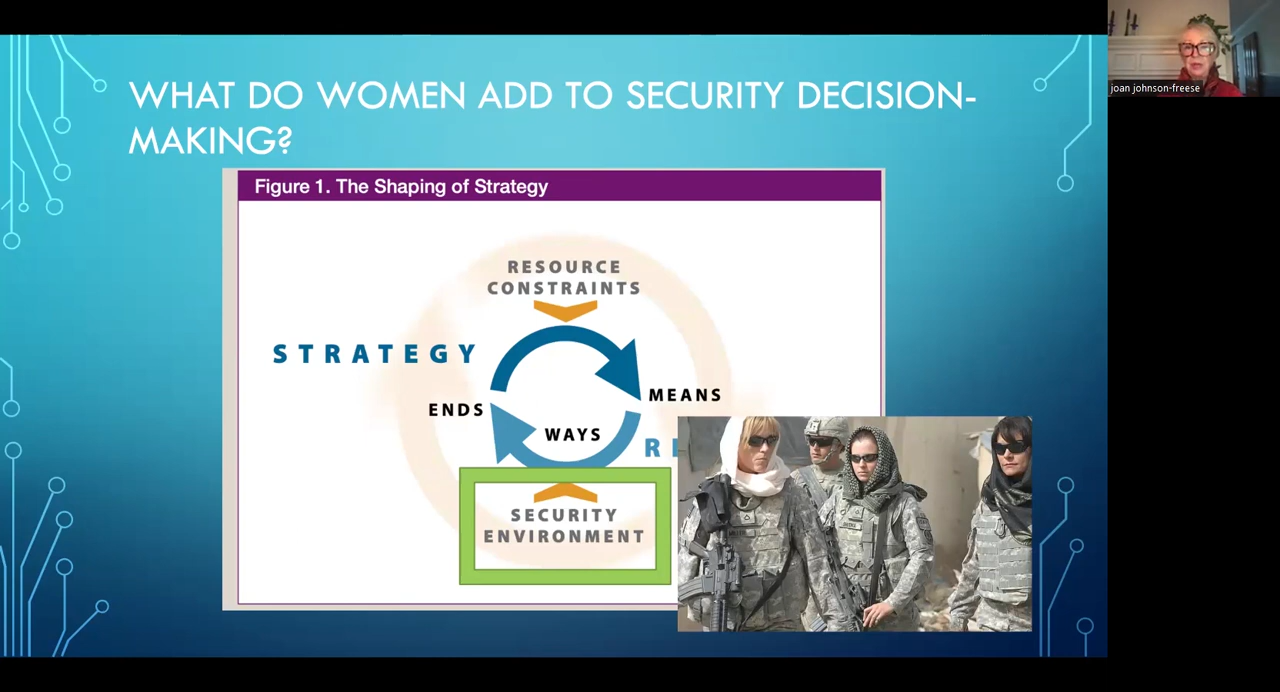 WHAT DO WOMEN ADD TO SECURITY DECISION-
MAKING?
joan johnson-freese
Figure 1. The Shaping of Strategy
RESOURCE
CONSTRAINTS
STRATEGY
MEANS
ENDS
WAYS
SECURITY
ENVIRONMENT